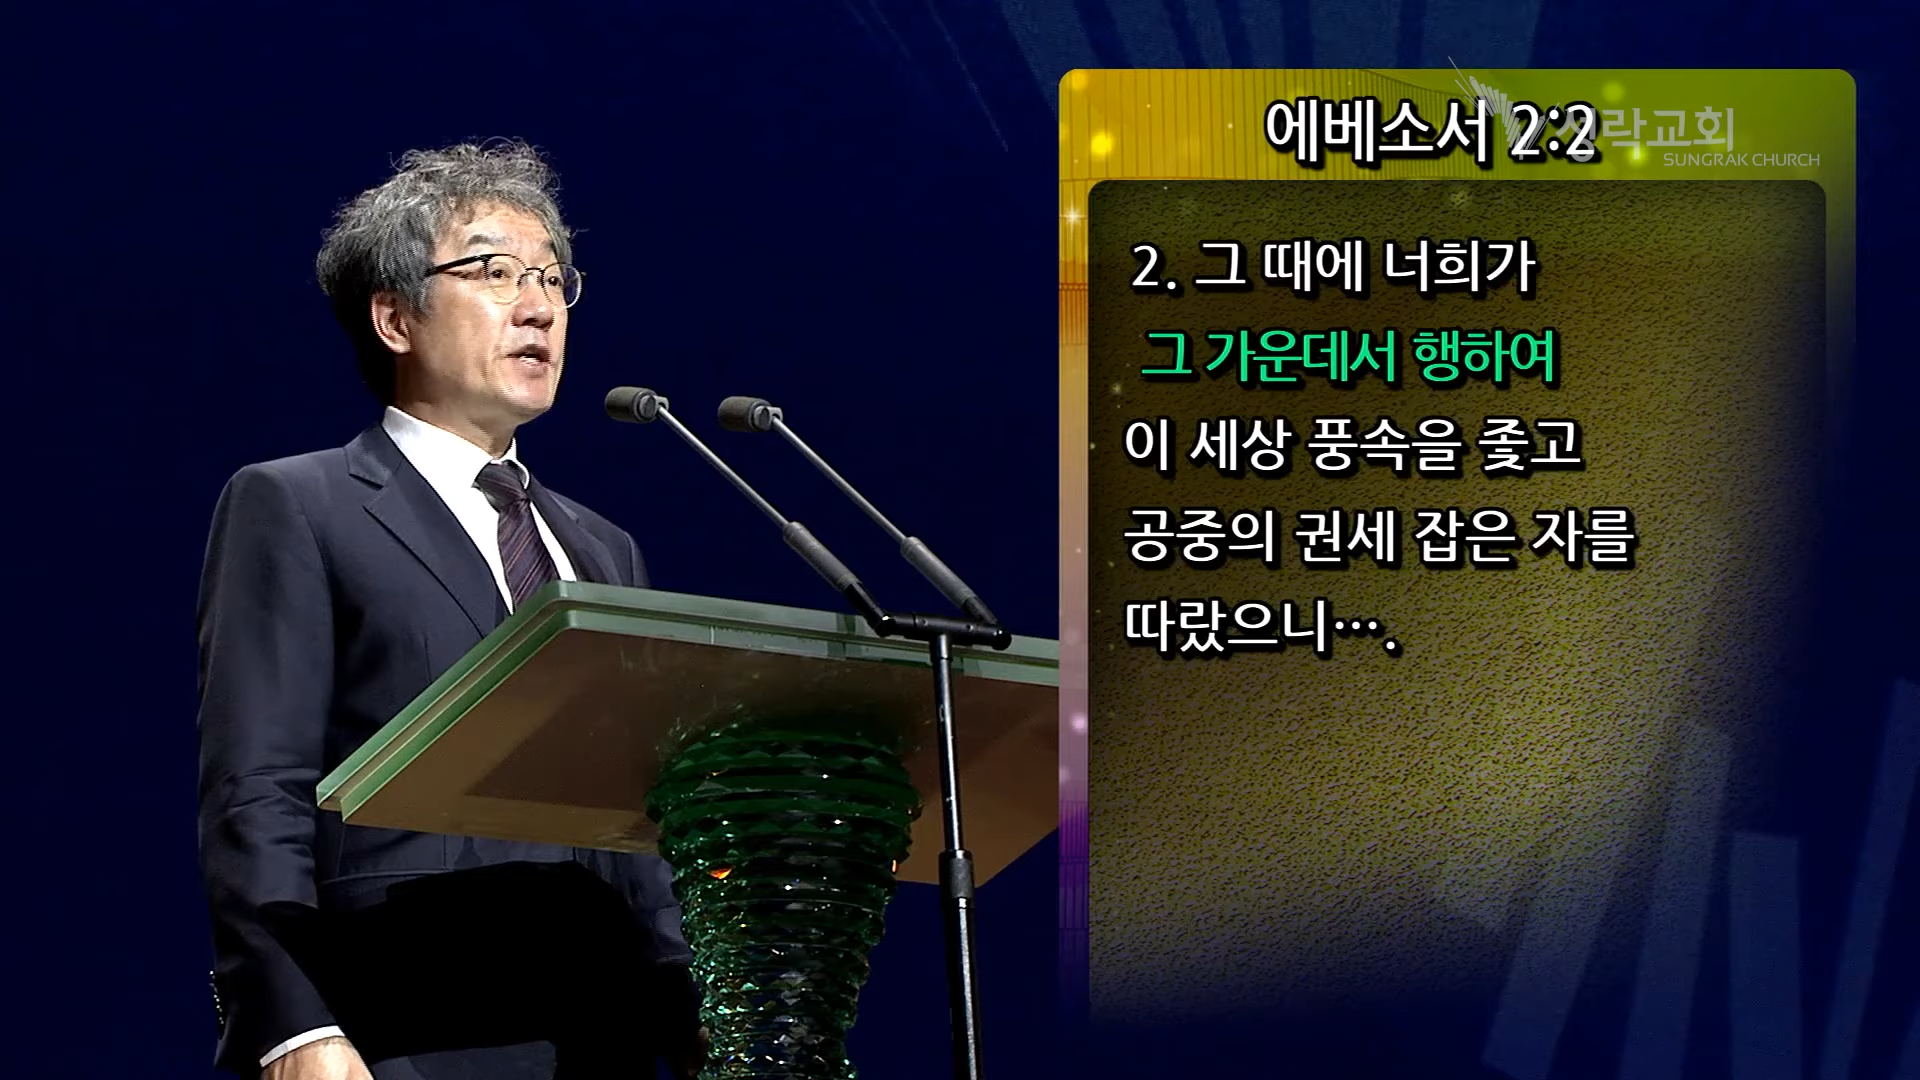 에베소서 2:2
성락교회
SUNGRAK CHURCH
2. 그 때에 너희가
그 가운데서 행하여
이 세상 풍속을 좇고
공중의 권세 잡은 자를
따랐으니….